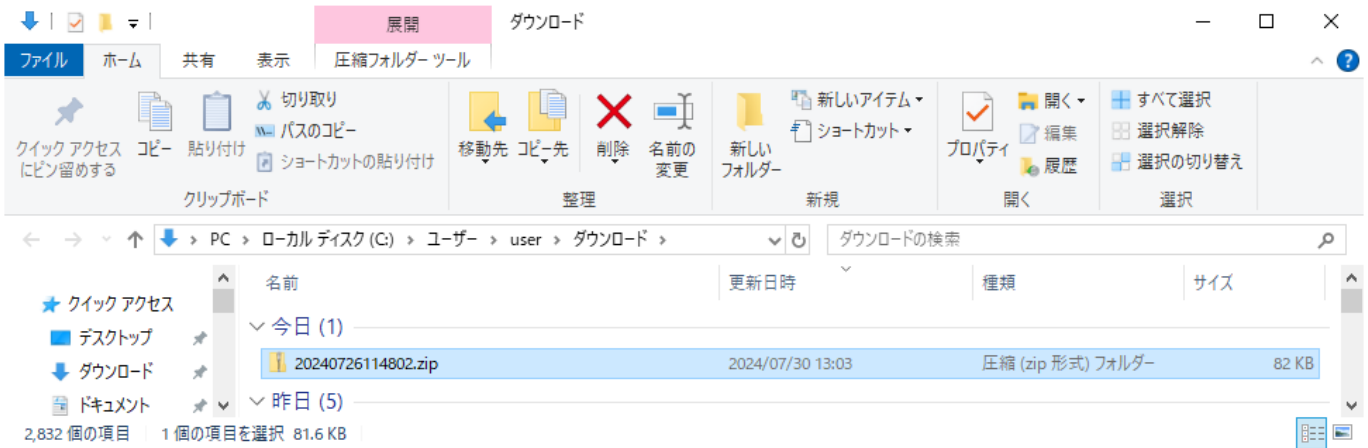 展開 ダウンロード
ファイル ホーム 共有 表示 圧縮フォルダー ツール
クイック アクセス
にピン留めする
コピー
貼り付け
切り取り
パスのコピー
ショートカットの貼り付け
クリップボード
移動先
コピー先
削除
名前の
変更
整理
新しい
フォルダー
新しいアイテム
ショートカット
新規
プロパティ
開く
編集
履歴
開く
すべて選択
選択解除
選択の切り替え
選択
PC › ローカル ディスク (C:) › ユーザー › user › ダウンロード ›
ダウンロードの検索
クイック アクセス
デスクトップ
ダウンロード
ドキュメント
名前 更新日時 種類 サイズ
今日 (1)
20240726114802.zip 2024/07/30 13:03 圧縮 (zip 形式) フォルダー 82 KB
昨日 (5)
2,832 個の項目 1 個の項目を選択 81.6 KB